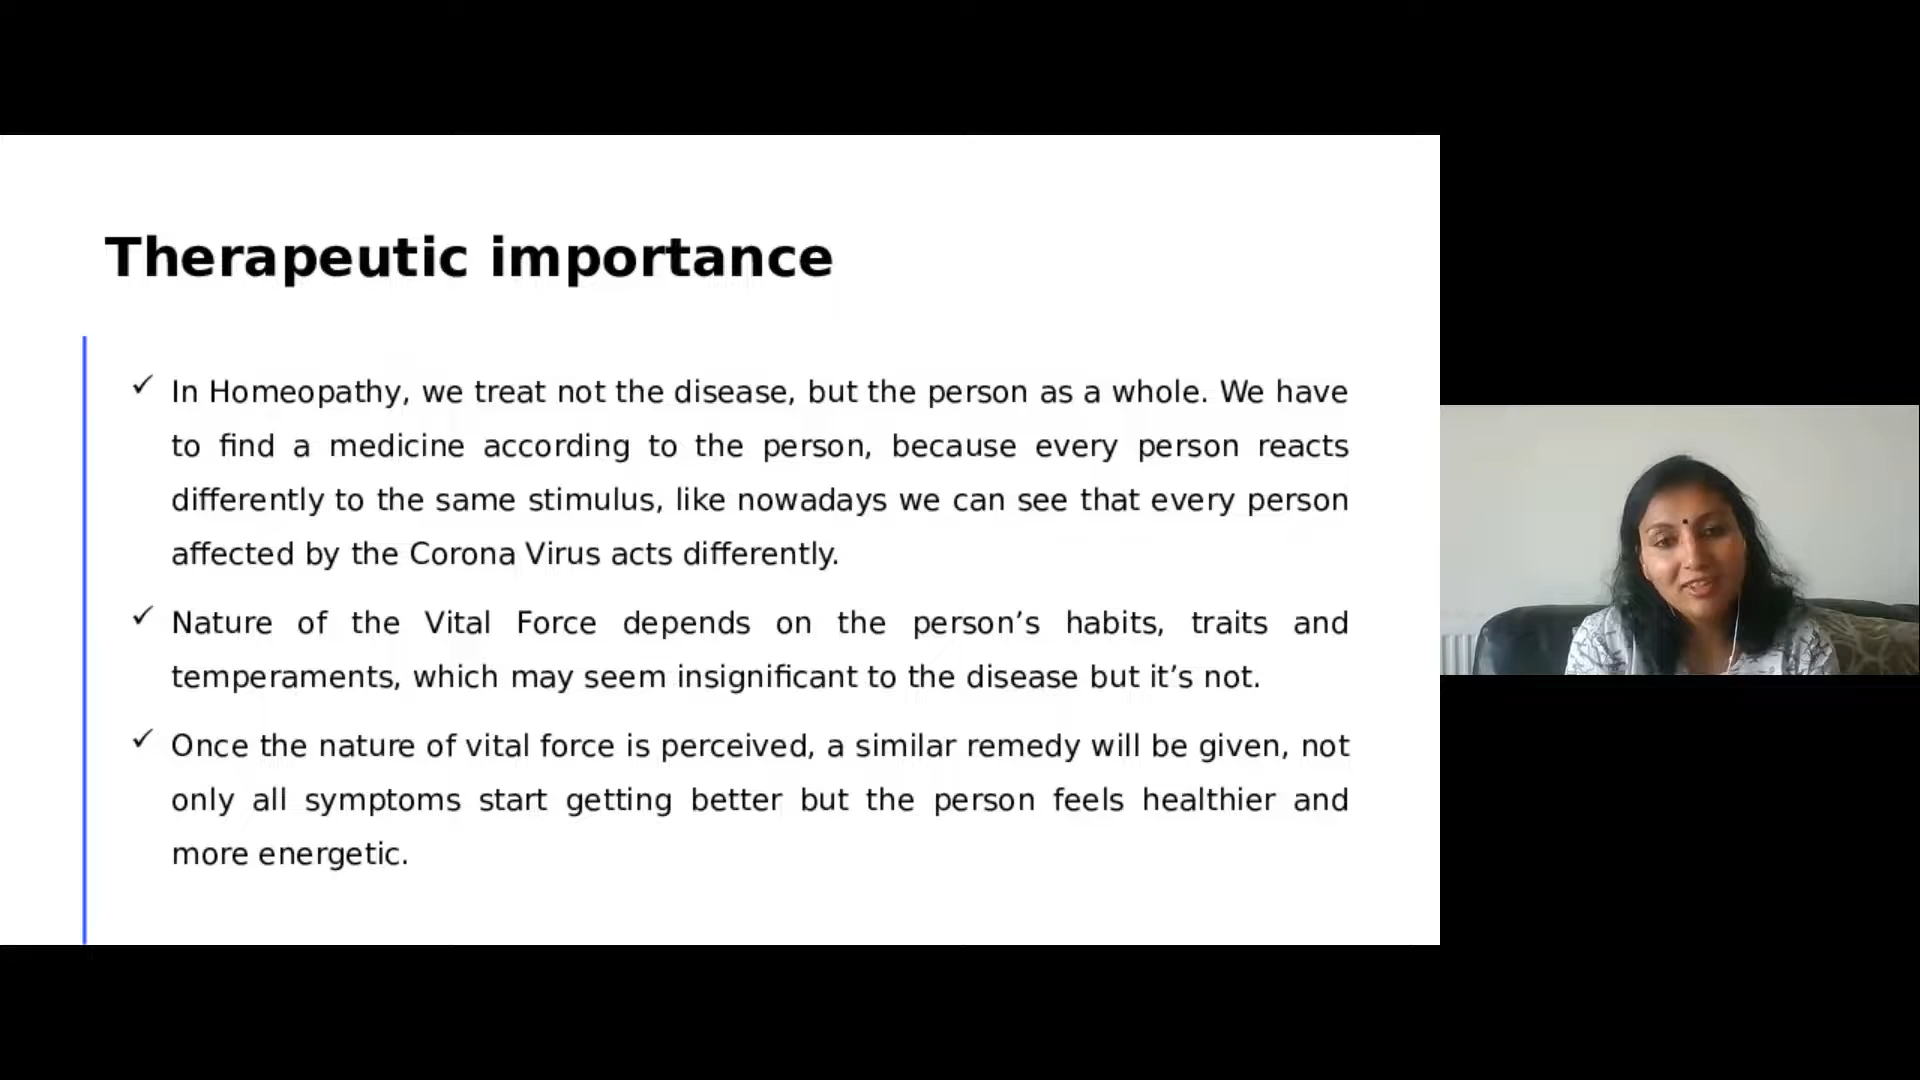 Therapeutic importance
✓ In Homeopathy, we treat not the disease, but the person as a whole. We have
to find a medicine according to the person, because every person reacts
differently to the same stimulus, like nowadays we can see that every person
affected by the Corona Virus acts differently.
✓ Nature of the Vital Force depends on the person’s habits, traits and
temperaments, which may seem insignificant to the disease but it’s not.
✓ Once the nature of vital force is perceived, a similar remedy will be given, not
only all symptoms start getting better but the person feels healthier and
more energetic.